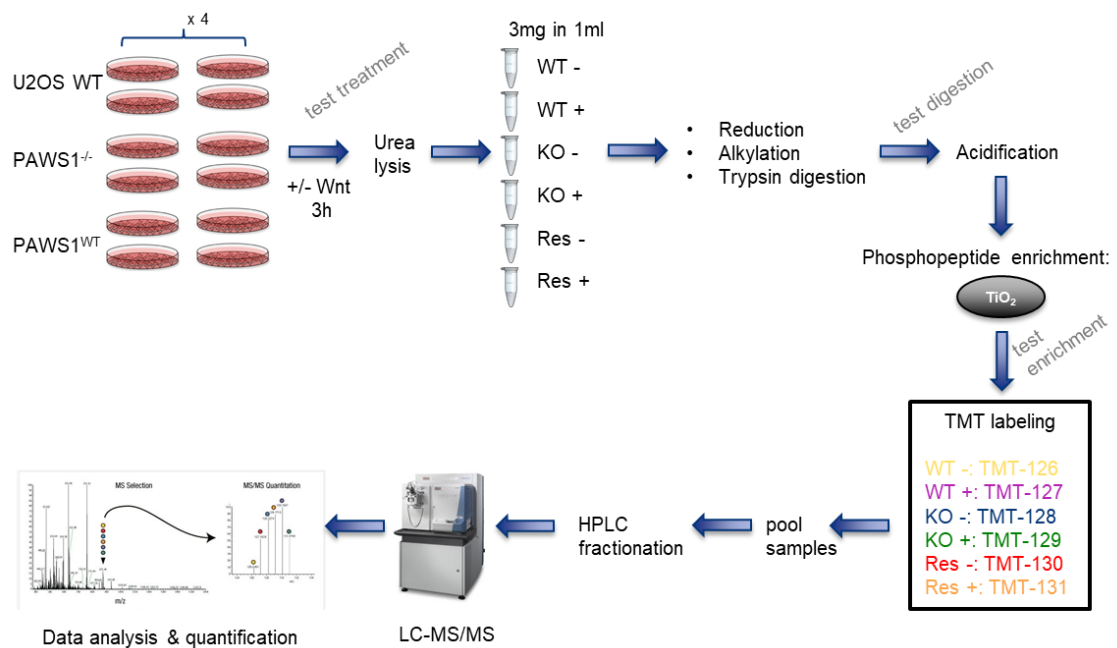 x 4
U2OS WT
PAWS1-/-
PAWS1WT
test treatment
+/- Wnt
3h
Urea
lysis
3mg in 1ml
WT -
WT +
KO -
KO +
Res -
Res +
• Reduction
• Alkylation
• Trypsin digestion
test digestion
Acidification
Phosphopeptide enrichment:
TiO2
test
enrichment
TMT labeling
WT -: TMT-126
WT +: TMT-127
KO -: TMT-128
KO +: TMT-129
Res -: TMT-130
Res +: TMT-131
pool
samples
HPLC
fractionation
LC-MS/MS
MS Selection
MS/MS Quantitation
m/z
Data analysis & quantification